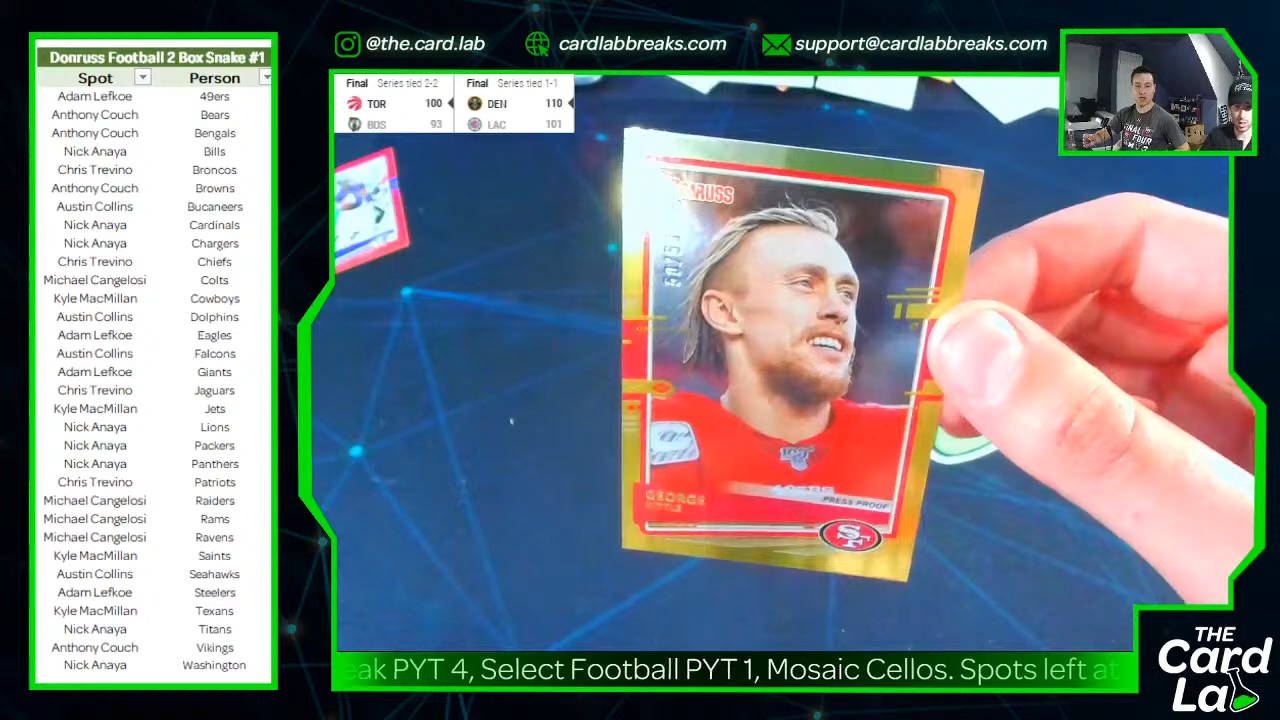 Donruss Football 2 Box Snake #1
Spot Person
Adam Lefkoe 49ers
Anthony Couch Bears
Anthony Couch Bengals
Nick Anaya Bills
Chris Trevino Broncos
Anthony Couch Browns
Austin Collins Bucaneers
Nick Anaya Cardinals
Nick Anaya Chargers
Chris Trevino Chiefs
Michael Cangelosi Colts
Kyle MacMillan Cowboys
Austin Collins Dolphins
Adam Lefkoe Eagles
Austin Collins Falcons
Adam Lefkoe Giants
Chris Trevino Jaguars
Kyle MacMillan Jets
Nick Anaya Lions
Nick Anaya Packers
Nick Anaya Panthers
Chris Trevino Patriots
Michael Cangelosi Raiders
Michael Cangelosi Rams
Michael Cangelosi Ravens
Kyle MacMillan Saints
Austin Collins Seahawks
Adam Lefkoe Steelers
Kyle MacMillan Texans
Nick Anaya Titans
Anthony Couch Vikings
Nick Anaya Washington
@the.card.lab cardlabbreaks.com support@cardlabbreaks.com
Final Series tied 2-2
TOR 100
BOS 93
Final Series tied 1-1
DEN 110
LAC 101
FINAL
FOUR
PRESS PROOF
GEORGE
KITTLE
SF
eak PYT 4, Select Football PYT 1, Mosaic Cellos. Spots left at
THE
Card
Lab